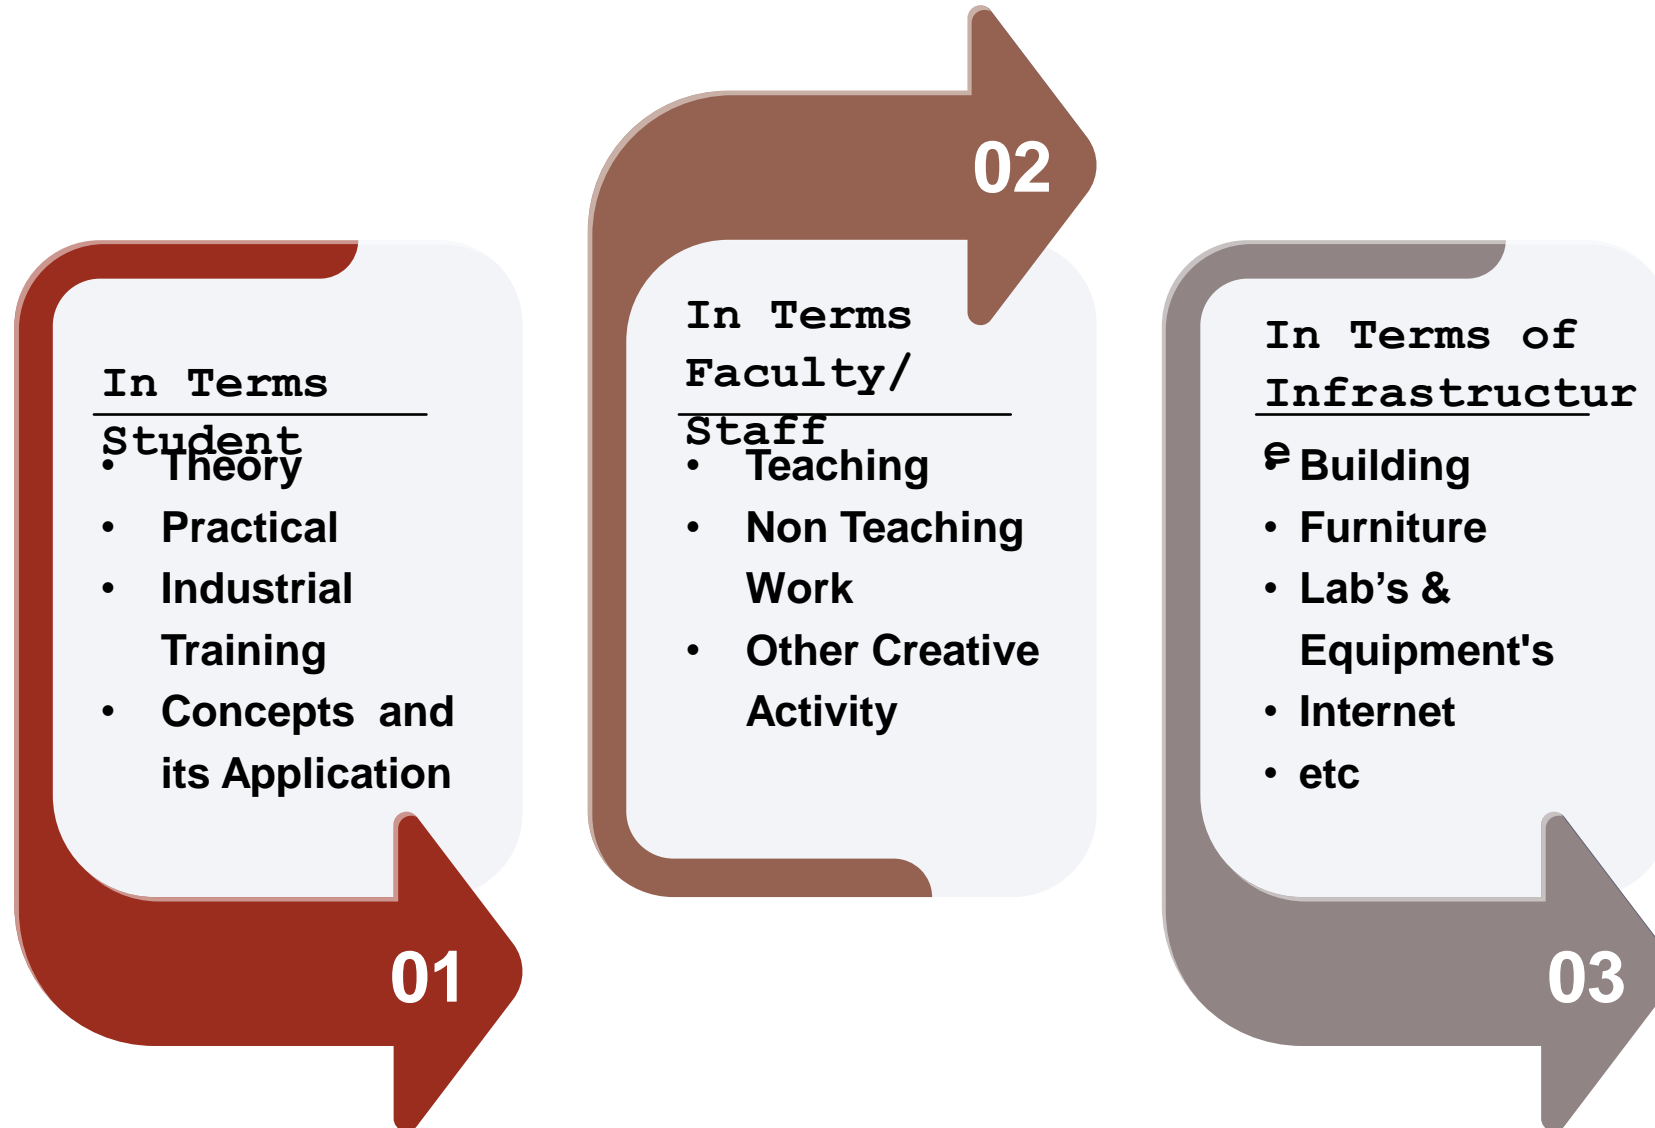 In Terms
Student
• Theory
• Practical
• Industrial
Training
• Concepts and
its Application
01
02
In Terms
Faculty/
Staff
• Teaching
• Non Teaching
Work
• Other Creative
Activity
In Terms of
Infrastructur
e
• Building
• Furniture
• Lab’s &
Equipment's
• Internet
• etc
03